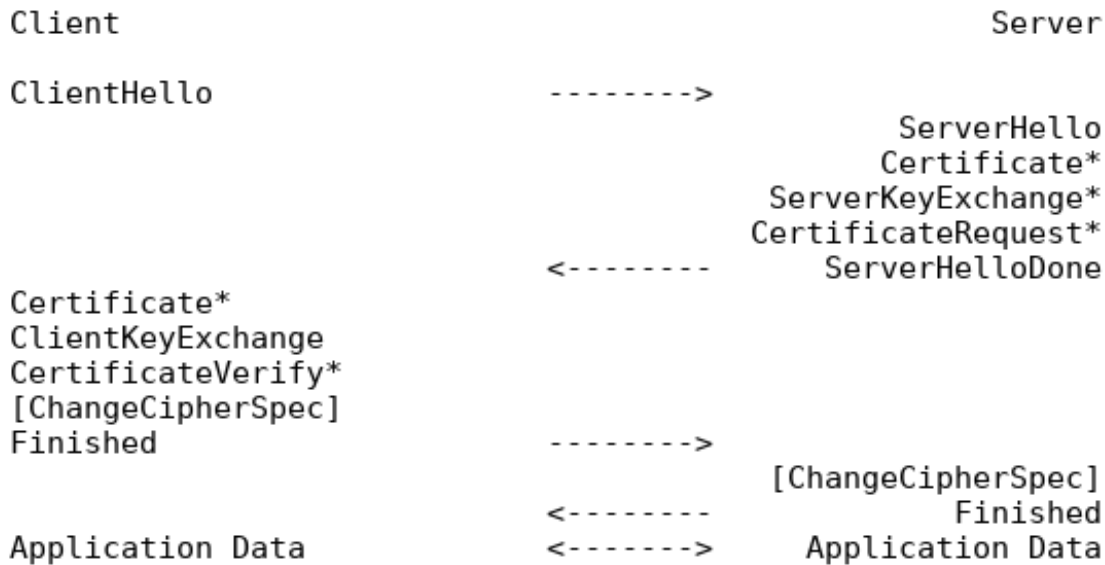 Client Server
ClientHello -------->
ServerHello
Certificate*
ServerKeyExchange*
CertificateRequest*
<-------- ServerHelloDone
Certificate*
ClientKeyExchange
CertificateVerify*
[ChangeCipherSpec]
Finished -------->
[ChangeCipherSpec]
<-------- Finished
Application Data <-------> Application Data